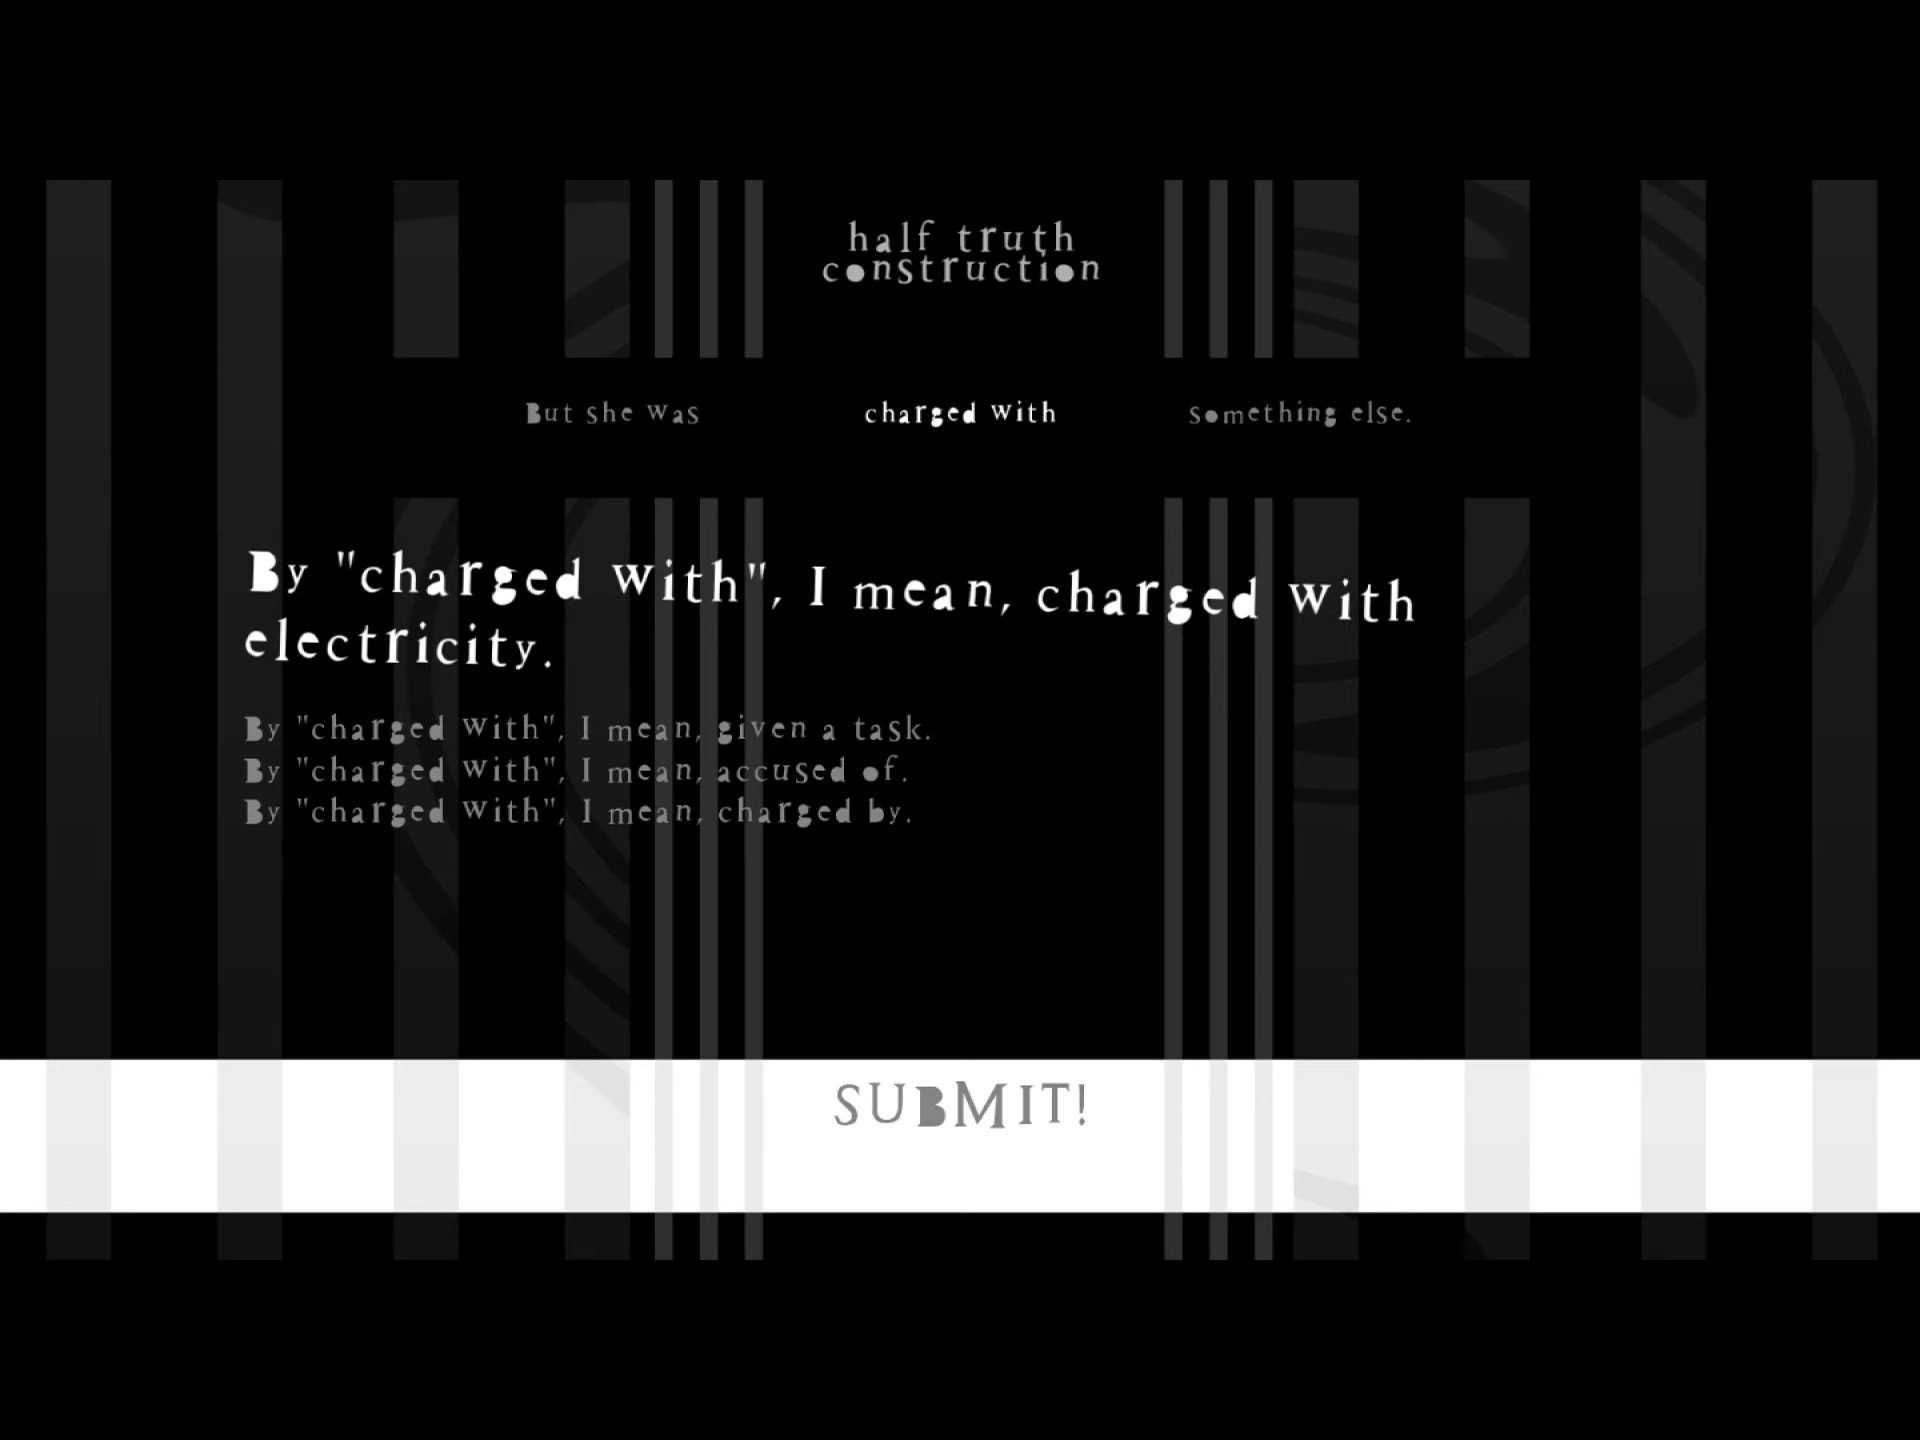 half truth
construction
But she was charged with something else.
By "charged with", I mean, charged with
electricity.
By "charged with", I mean, given a task.
By "charged with", I mean, accused of.
By "charged with", I mean, charged by.
SUBMIT!